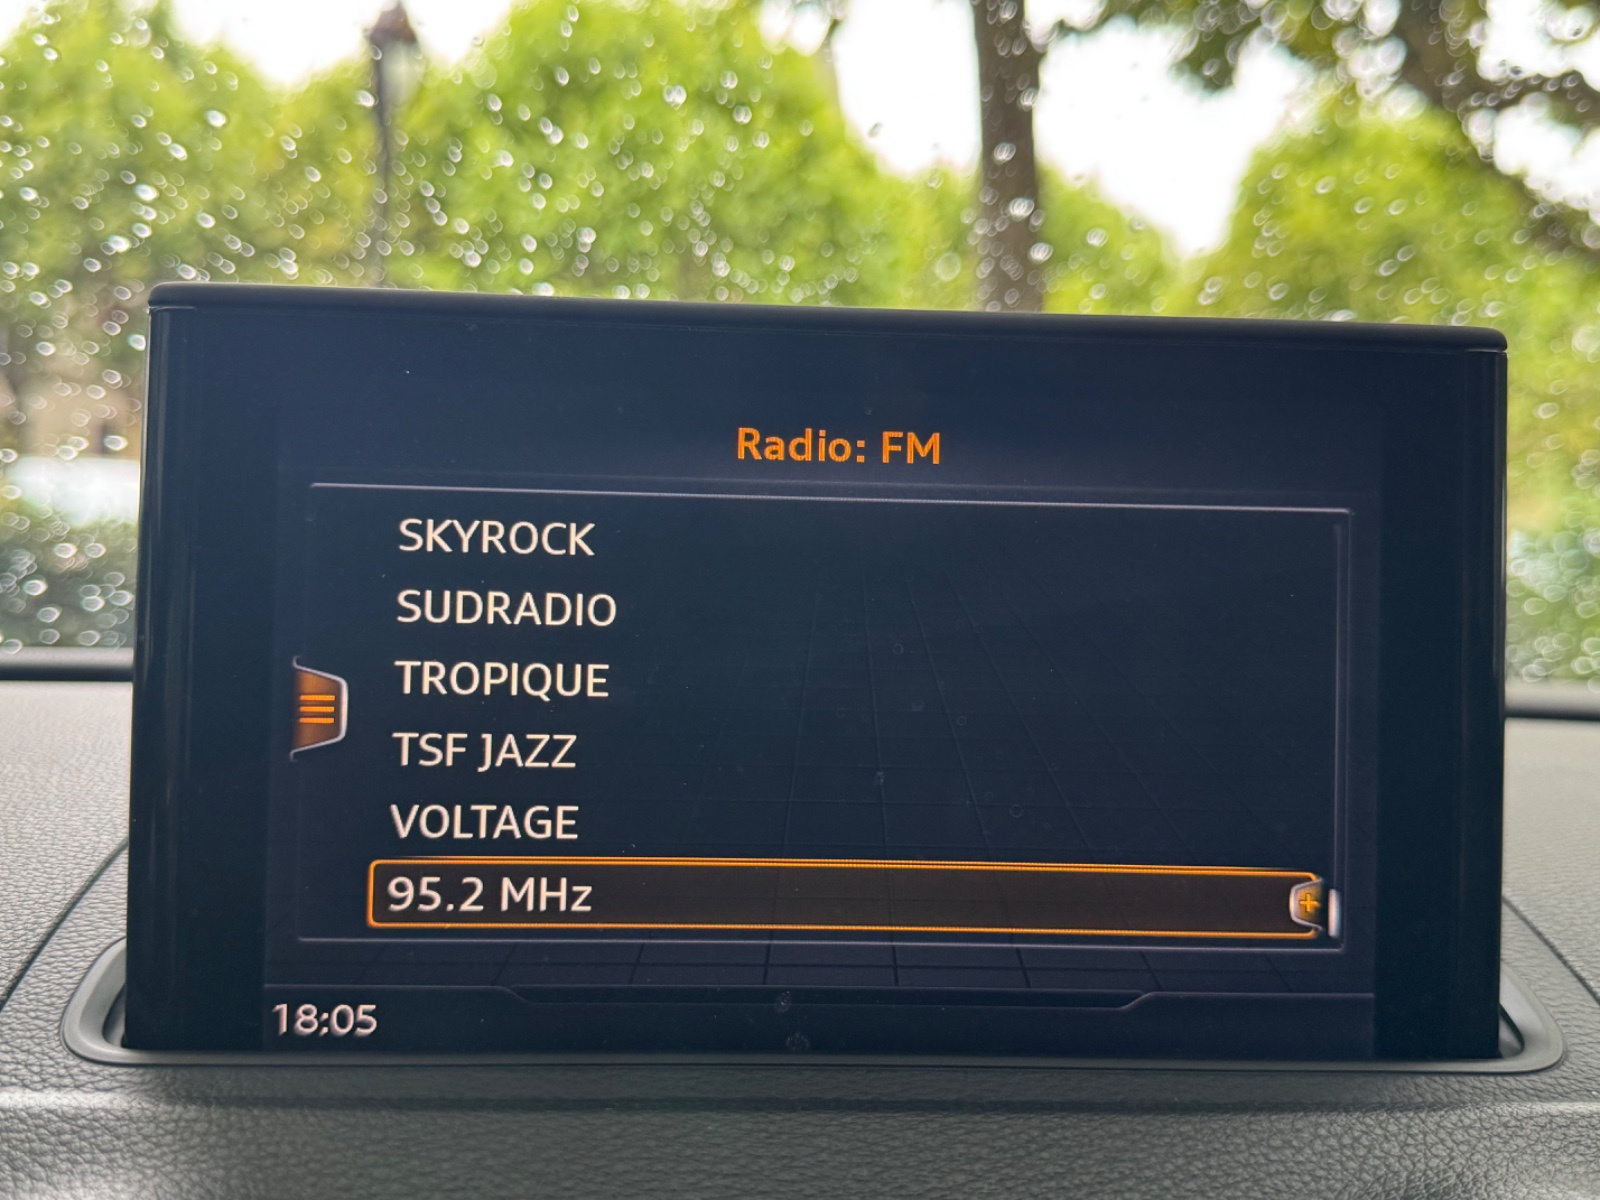 Radio: FM
SKYROCK
SUDRADIO
TROPIQUE
TSF JAZZ
VOLTAGE
95.2 MHz
18:05